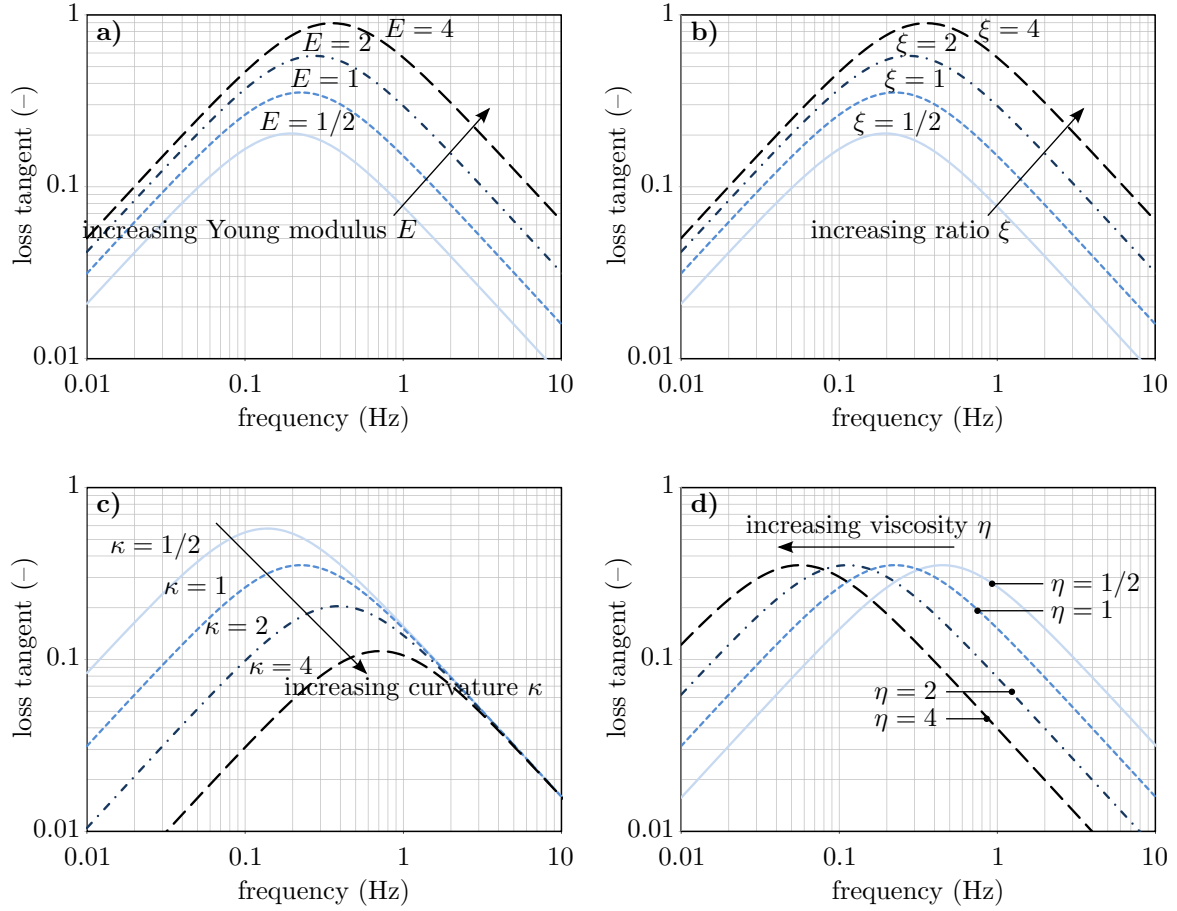 1
a)
E = 4
E = 2
E = 1
E = 1/2
0.1
increasing Young modulus E
0.01
0.01
0.1
1
10
loss tangent (–)
frequency (Hz)
1
b)
ξ = 4
ξ = 2
ξ = 1
ξ = 1/2
0.1
increasing ratio ξ
0.01
0.01
0.1
1
10
loss tangent (–)
frequency (Hz)
1
c)
κ = 1/2
κ = 1
κ = 2
κ = 4
0.1
increasing curvature κ
0.01
0.01
0.1
1
10
loss tangent (–)
frequency (Hz)
1
d)
increasing viscosity η
η = 1/2
η = 1
η = 2
η = 4
0.1
0.01
0.01
0.1
1
10
loss tangent (–)
frequency (Hz)